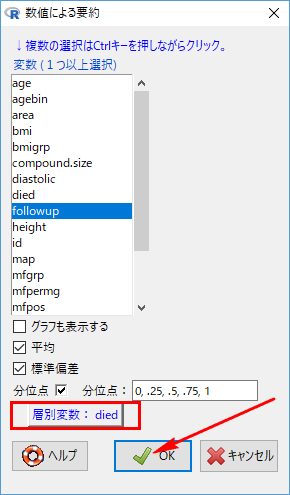 数値による要約
↓複数の選択はCtrlキーを押しながらクリック。
変数（１つ以上選択）
age
agebin
area
bmi
bmigrp
compound.size
diastolic
died
followup
height
id
map
mfgrp
mfpermg
mfpos
グラフも表示する
平均
標準偏差
分位点 分位点： 0, .25, .5, .75, 1
層別変数： died
ヘルプ OK キャンセル